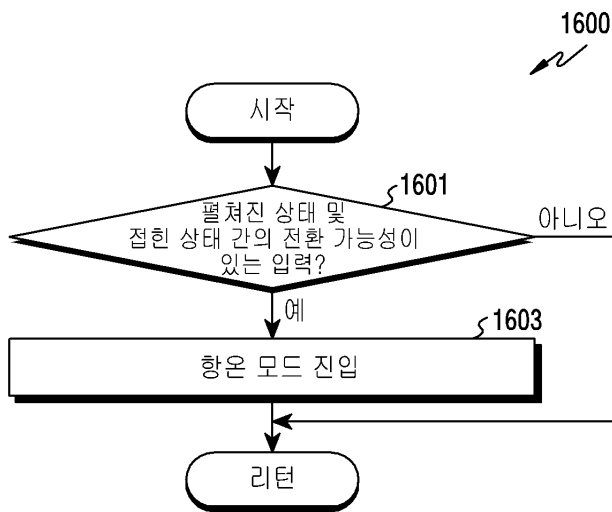 1600
시작
1601
펼쳐진 상태 및
접힌 상태 간의 전환 가능성이
있는 입력?
아니오
예
1603
항온 모드 진입
리턴